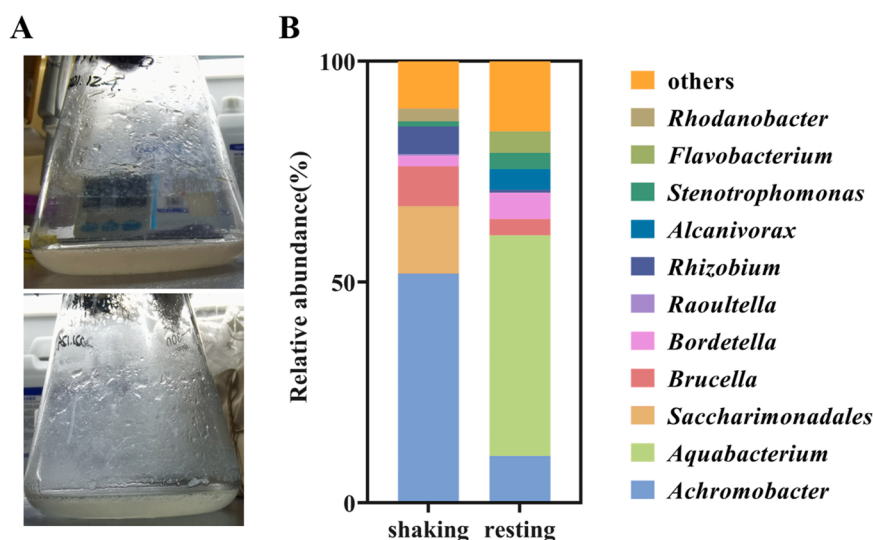 A
B
100
50
0
Relative abundance(%)
shaking
resting
others
Rhodanobacter
Flavobacterium
Stenotrophomonas
Alcanivorax
Rhizobium
Raoultella
Bordetella
Brucella
Saccharimonadales
Aquabacterium
Achromobacter